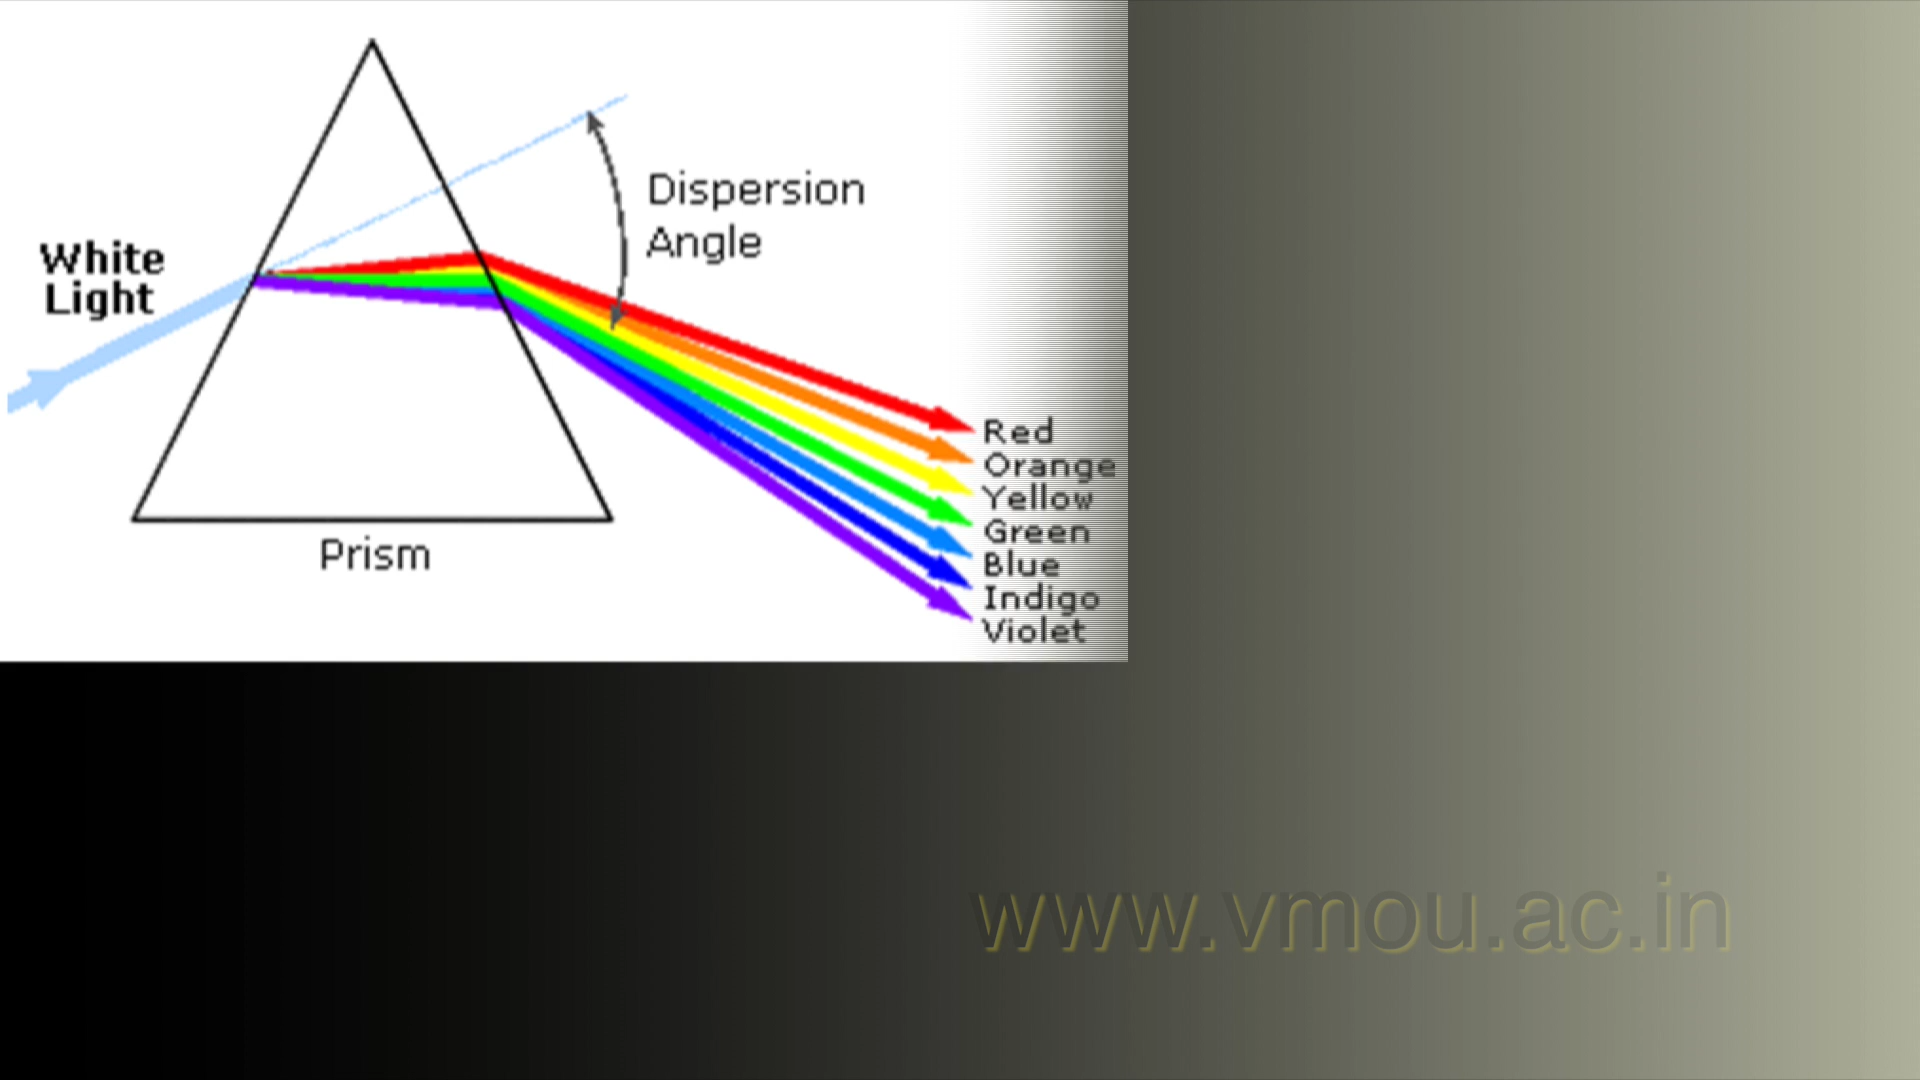 White
Light
Dispersion
Angle
Prism
Red
Orange
Yellow
Green
Blue
Indigo
Violet
www.vmou.ac.in